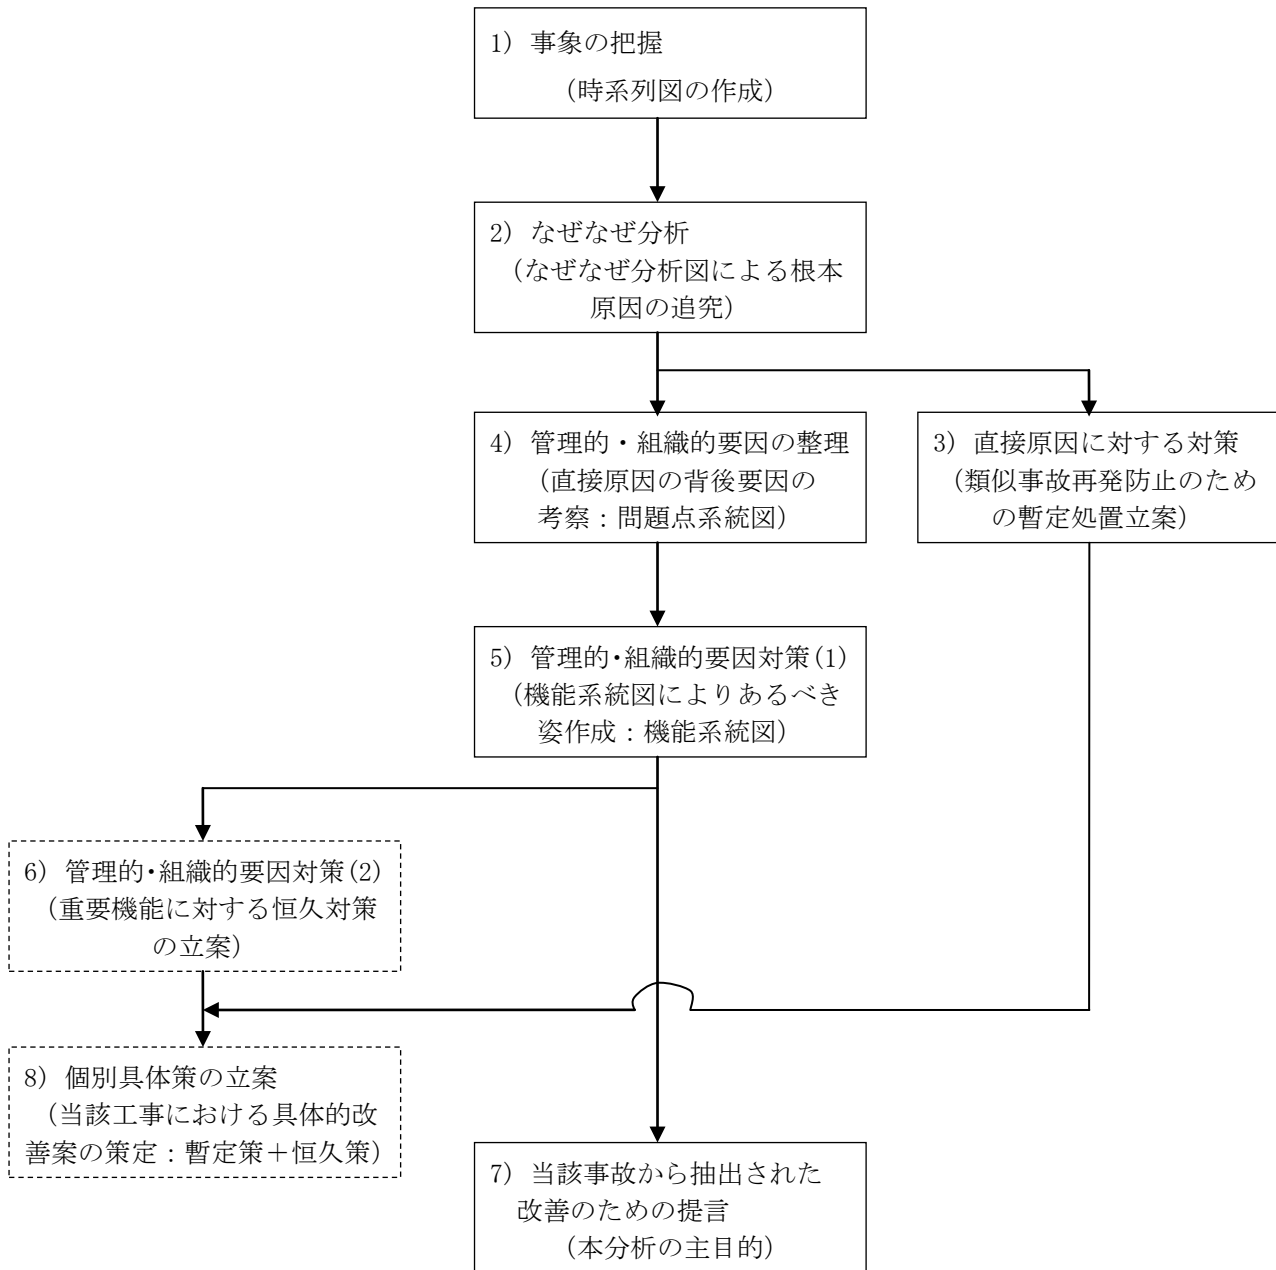 1) 事象の把握
(時系列図の作成)
2) なぜなぜ分析
(なぜなぜ分析図による根本
原因の追究)
4) 管理的・組織的要因の整理
(直接原因の背後要因の
考察：問題点系統図)
3) 直接原因に対する対策
(類似事故再発防止のため
の暫定処置立案)
5) 管理的･組織的要因対策(1)
(機能系統図によりあるべき
姿作成：機能系統図)
6) 管理的･組織的要因対策(2)
(重要機能に対する恒久対策
の立案)
8) 個別具体策の立案
(当該工事における具体的改
善案の策定：暫定策＋恒久策)
7) 当該事故から抽出された
改善のための提言
(本分析の主目的)